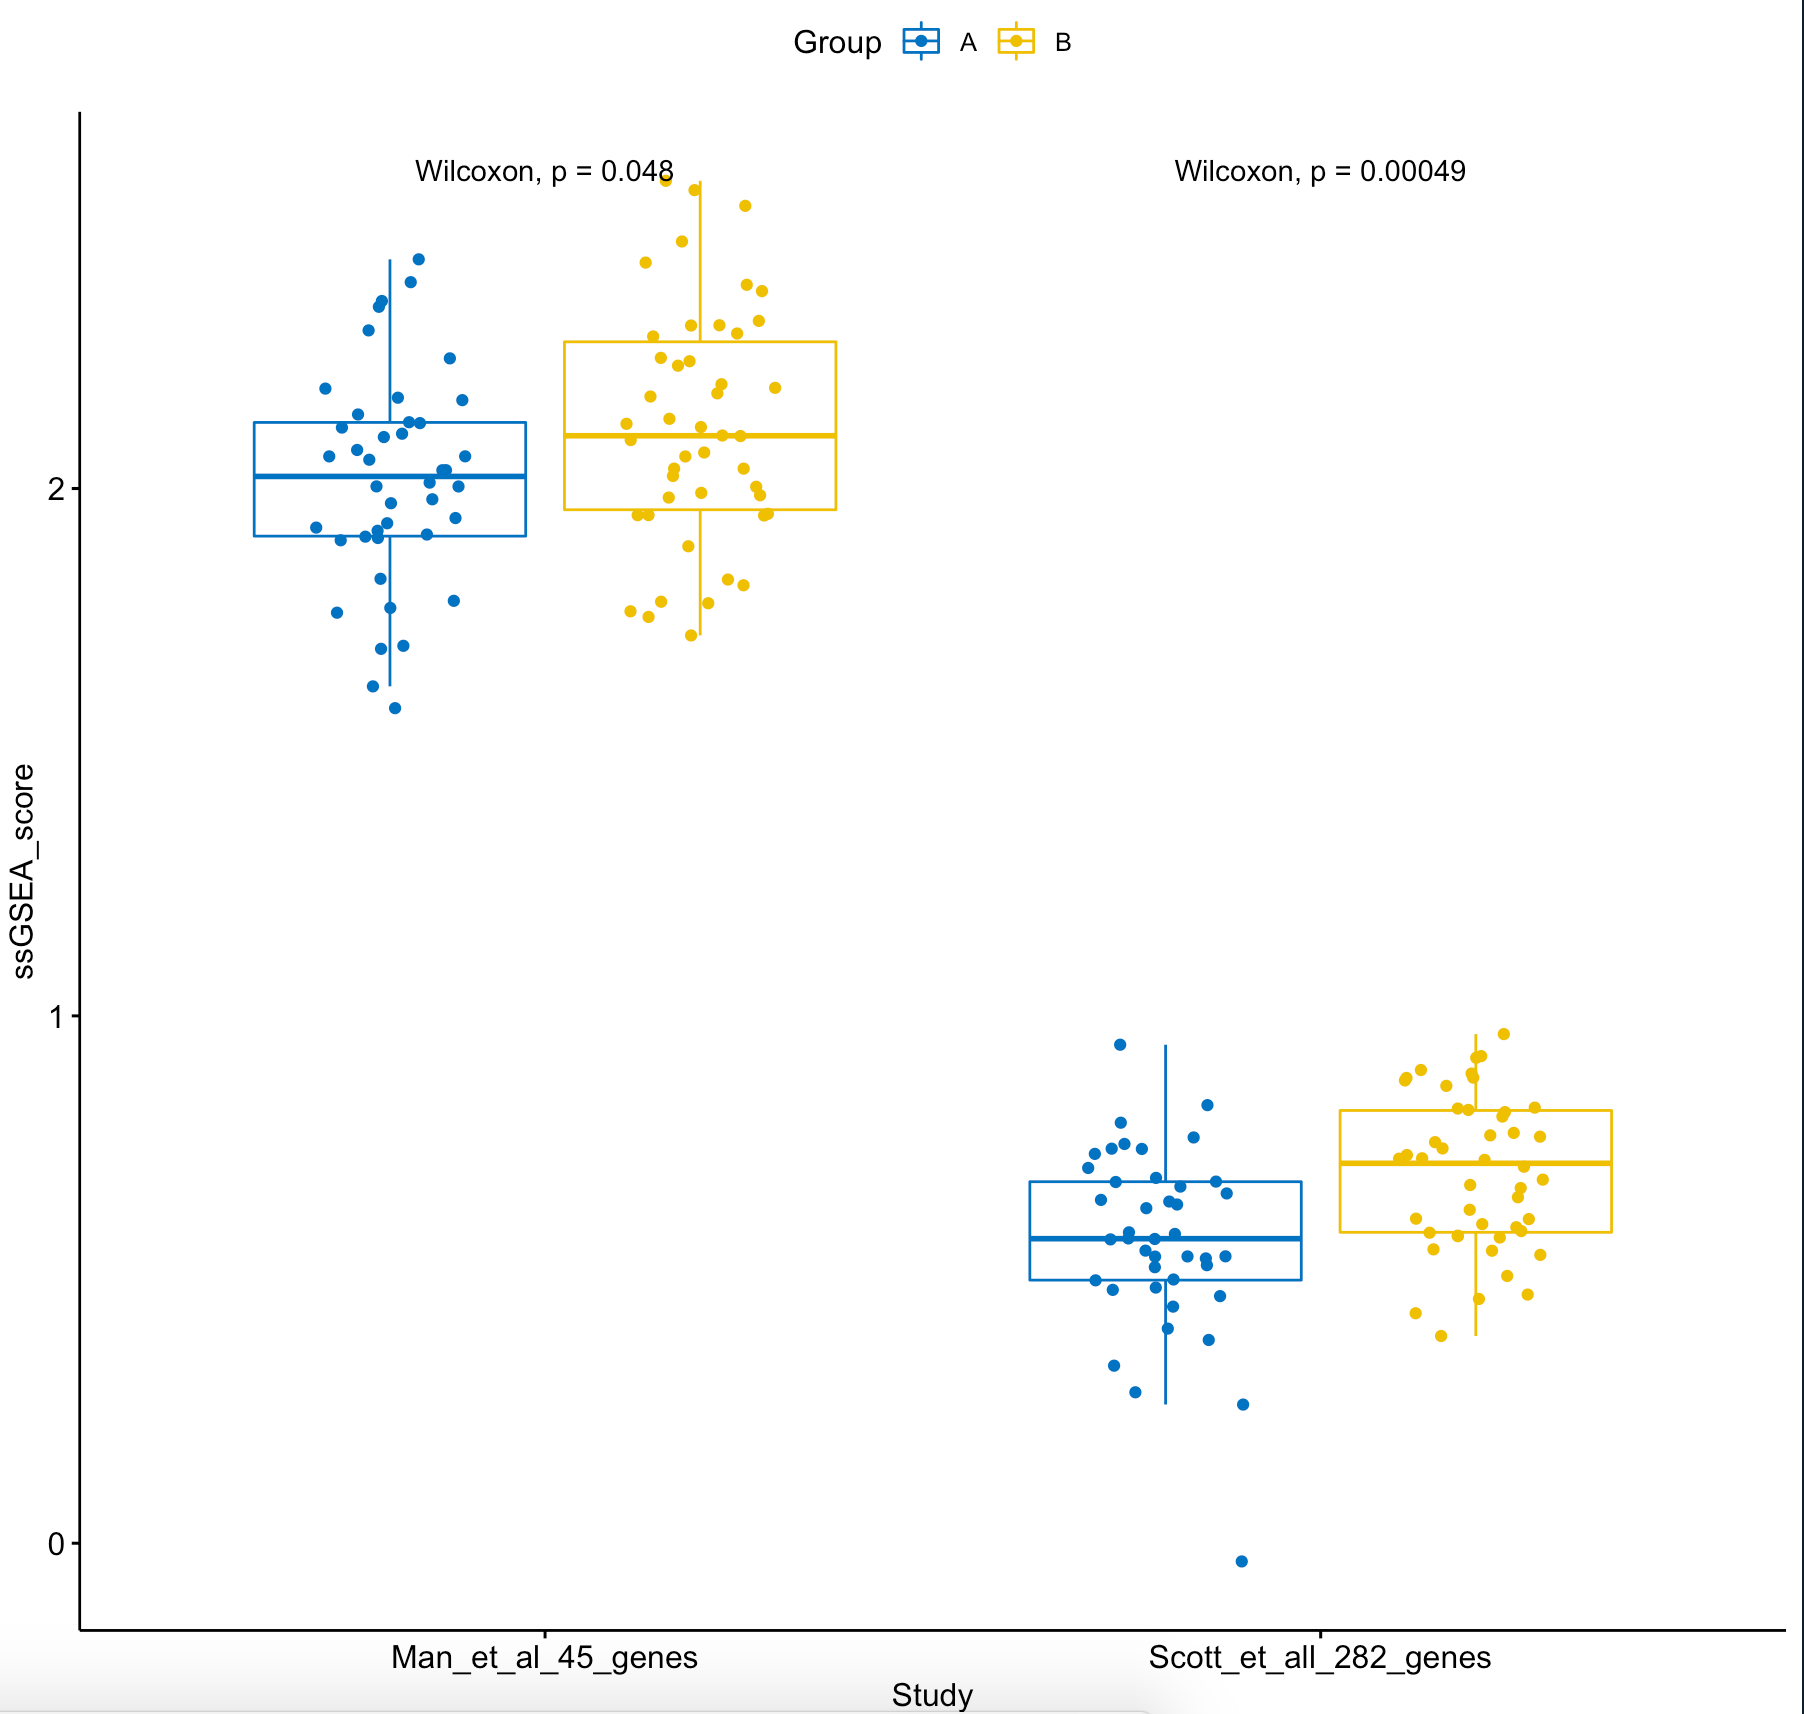 Group A B
Wilcoxon, p = 0.048
Wilcoxon, p = 0.00049
ssGSEA_score
2
1
0
Man_et_al_45_genes
Scott_et_all_282_genes
Study